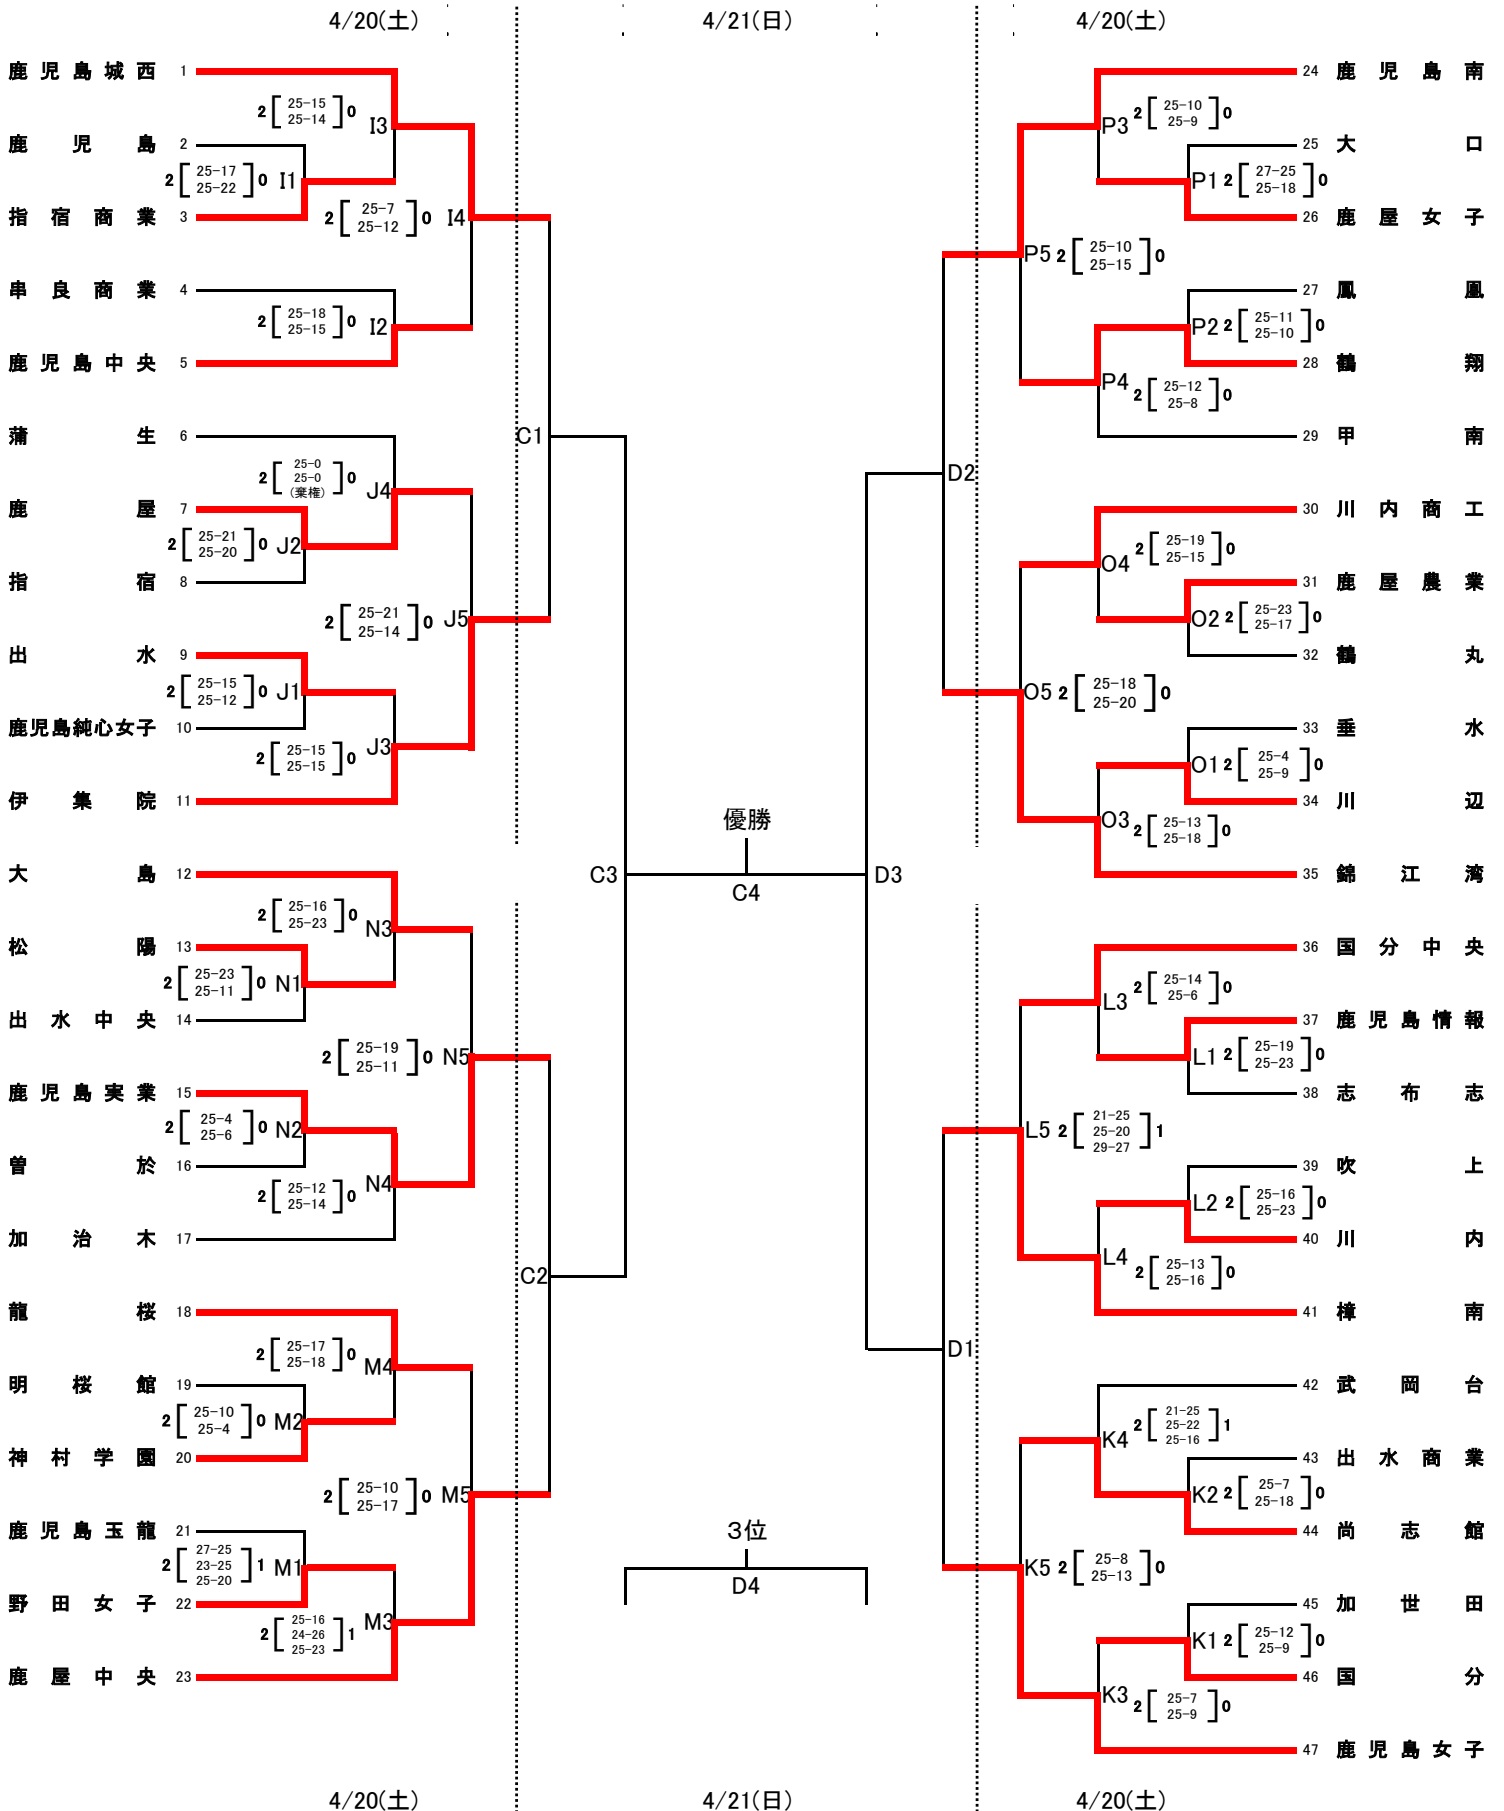 4/20(土) 4/21(日) 4/20(土)
鹿児島城西 1
2 [25-15 25-14] 0 I3
鹿児島 2
2 [25-17 25-22] 0 I1
指宿商業 3
2 [25-7 25-12] 0 I4
串良商業 4
2 [25-18 25-15] 0 I2
鹿児島中央 5
蒲生 6
C1
2 [25-0 25-0 (棄権)] 0 J4
鹿屋 7
2 [25-21 25-20] 0 J2
指宿 8
2 [25-21 25-14] 0 J5
出水 9
2 [25-15 25-12] 0 J1
鹿児島純心女子 10
2 [25-15 25-15] 0 J3
伊集院 11
大島 12
2 [25-16 25-23] 0 N3
松陽 13
2 [25-23 25-11] 0 N1
出水中央 14
2 [25-19 25-11] 0 N5
鹿児島実業 15
2 [25-4 25-6] 0 N2
曽於 16
2 [25-12 25-14] 0 N4
加治木 17
C2
龍桜 18
2 [25-17 25-18] 0 M4
明桜館 19
2 [25-10 25-4] 0 M2
神村学園 20
2 [25-10 25-17] 0 M5
鹿児島玉龍 21
2 [27-25 23-25 25-20] 1 M1
野田女子 22
2 [25-16 24-26 25-23] 1 M3
鹿屋中央 23
優勝
C3 C4 D3
3位
D4
24 鹿児島南
P3 2 [25-10 25-9] 0
25 大口
P1 2 [27-25 25-18] 0
26 鹿屋女子
P5 2 [25-10 25-15] 0
27 鳳凰
P2 2 [25-11 25-10] 0
28 鶴翔
P4 2 [25-12 25-8] 0
29 甲南
D2
30 川内商工
O4 2 [25-19 25-15] 0
31 鹿屋農業
O2 2 [25-23 25-17] 0
32 鶴丸
O5 2 [25-18 25-20] 0
33 垂水
O1 2 [25-4 25-9] 0
34 川辺
O3 2 [25-13 25-18] 0
35 錦江湾
36 国分中央
L3 2 [25-14 25-6] 0
37 鹿児島情報
L1 2 [25-19 25-23] 0
38 志布志
L5 2 [21-25 25-20 29-27] 1
39 吹上
L2 2 [25-16 25-23] 0
40 川内
L4 2 [25-13 25-16] 0
41 樟南
D1
42 武岡台
K4 2 [21-25 25-22 25-16] 1
43 出水商業
K2 2 [25-7 25-18] 0
44 尚志館
K5 2 [25-8 25-13] 0
45 加世田
K1 2 [25-12 25-9] 0
46 国分
K3 2 [25-7 25-9] 0
47 鹿児島女子
4/20(土) 4/21(日) 4/20(土)